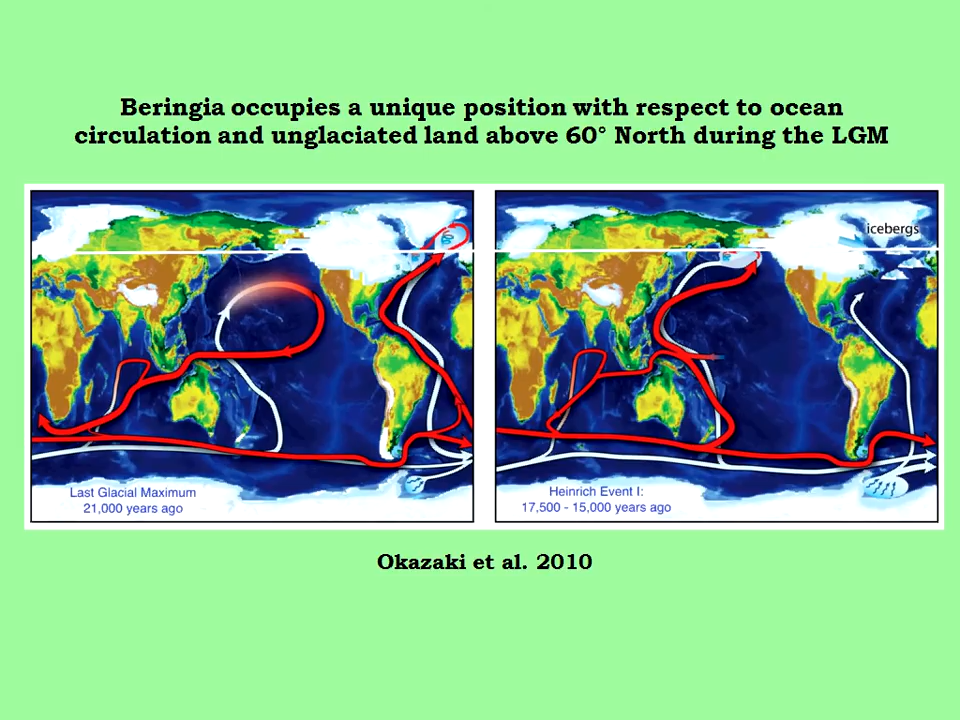 Beringia occupies a unique position with respect to ocean
circulation and unglaciated land above 60° North during the LGM
icebergs
Last Glacial Maximum
21,000 years ago
Heinrich Event I:
17,500 - 15,000 years ago
Okazaki et al. 2010